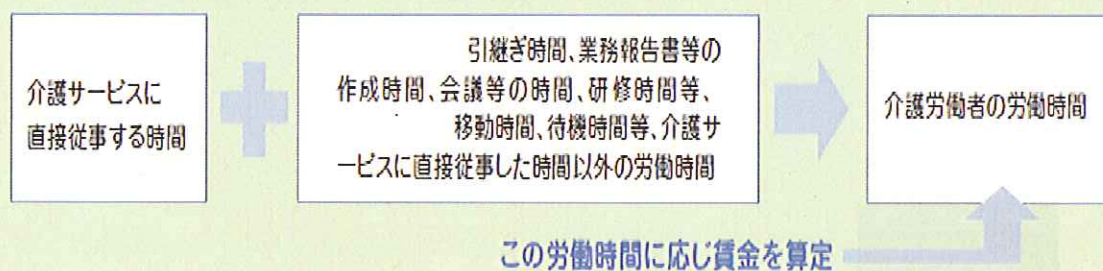 介護サービスに
直接従事する時間
引継ぎ時間、業務報告書等の
作成時間、会議等の時間、研修時間等、
移動時間、待機時間等、介護サ
ービスに直接従事した時間以外の労働時間
介護労働者の労働時間
この労働時間に応じ賃金を算定